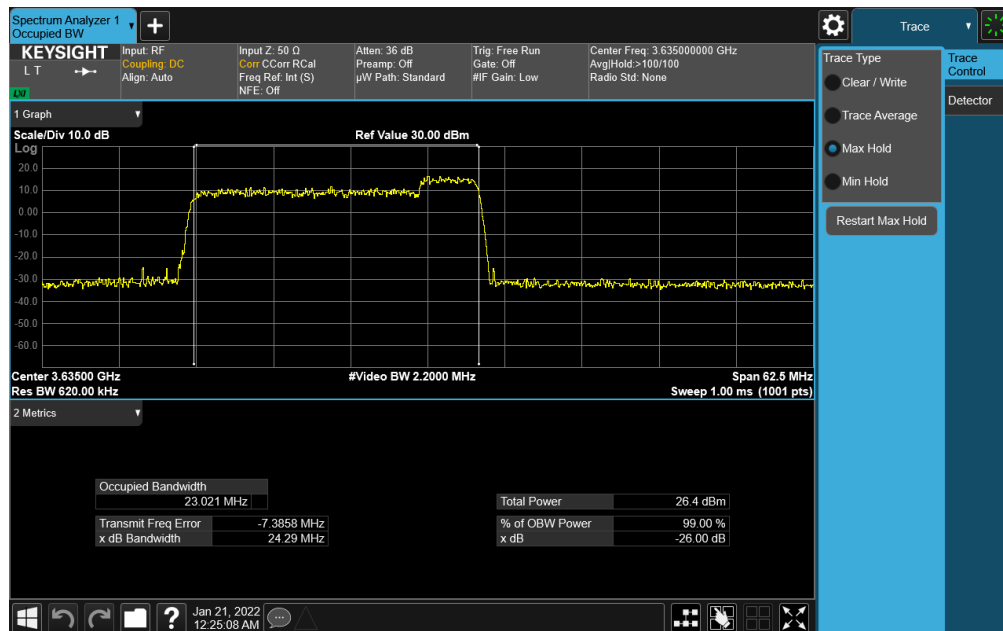 Spectrum Analyzer 1
Occupied BW
Trace
KEYSIGHT
L T
LXI
Input: RF
Coupling: DC
Align: Auto
Input Z: 50 Ω
Corr CCorr RCal
Freq Ref: Int (S)
NFE: Off
Atten: 36 dB
Preamp: Off
µW Path: Standard
Trig: Free Run
Gate: Off
#IF Gain: Low
Center Freq: 3.635000000 GHz
Avg|Hold:>100/100
Radio Std: None
Trace Type
Clear / Write
Trace Average
Max Hold
Min Hold
Restart Max Hold
Trace
Control
Detector
1 Graph
Scale/Div 10.0 dB
Ref Value 30.00 dBm
Log
20.0
10.0
0.00
-10.0
-20.0
-30.0
-40.0
-50.0
-60.0
Center 3.63500 GHz
#Video BW 2.2000 MHz
Span 62.5 MHz
Res BW 620.00 kHz
Sweep 1.00 ms (1001 pts)
2 Metrics
Occupied Bandwidth
23.021 MHz
Total Power 26.4 dBm
Transmit Freq Error -7.3858 MHz
% of OBW Power 99.00 %
x dB Bandwidth 24.29 MHz
x dB -26.00 dB
?
Jan 21, 2022
12:25:08 AM